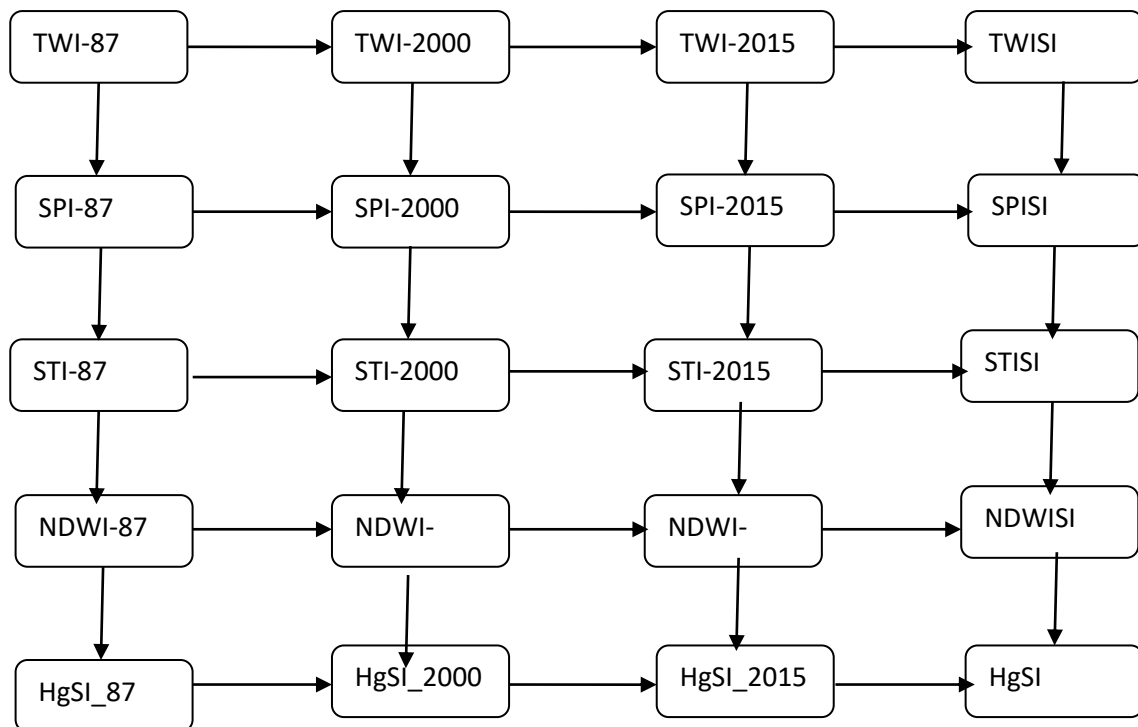 TWI-87
TWI-2000
TWI-2015
TWISI
SPI-87
SPI-2000
SPI-2015
SPISI
STI-87
STI-2000
STI-2015
STISI
NDWI-87
NDWI-
NDWI-
NDWISI
HgSI_87
HgSI_2000
HgSI_2015
HgSI